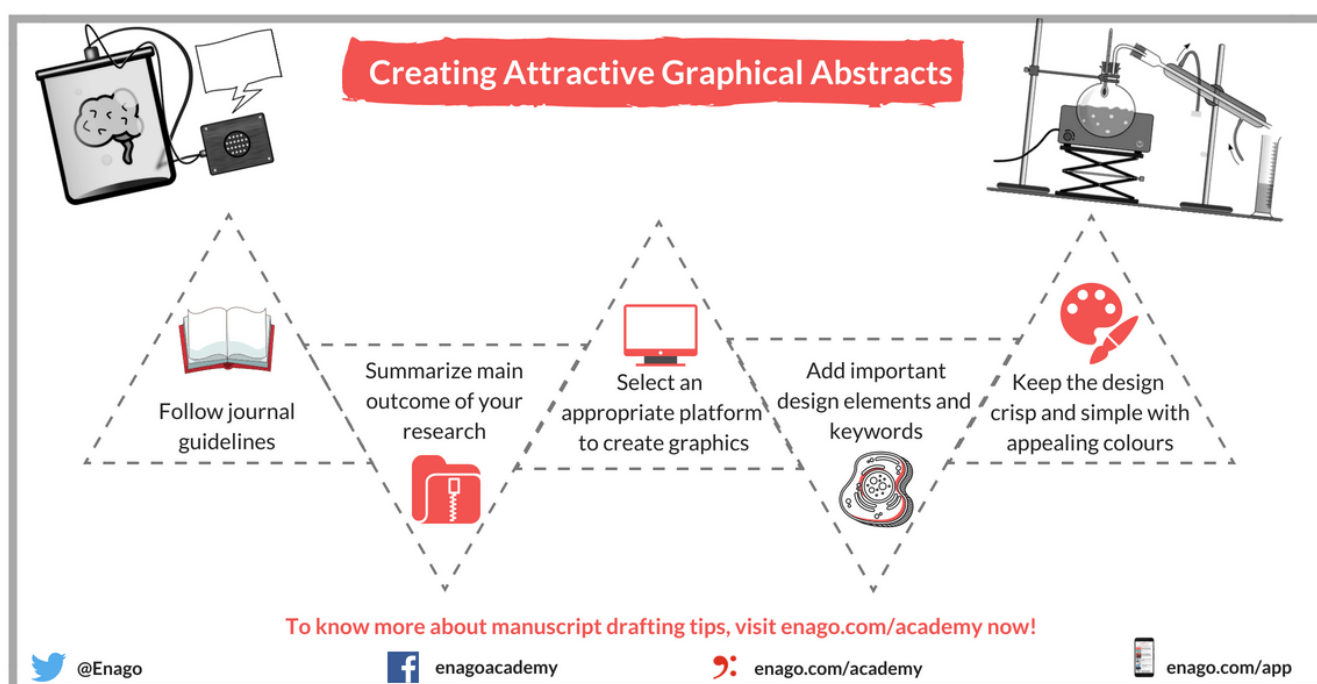 Creating Attractive Graphical Abstracts
Follow journal
guidelines
Summarize main
outcome of your
research
Select an
appropriate platform
to create graphics
Add important
design elements and
keywords
Keep the design
crisp and simple with
appealing colours
To know more about manuscript drafting tips, visit enago.com/academy now!
@Enago
enagoacademy
enago.com/academy
enago.com/app